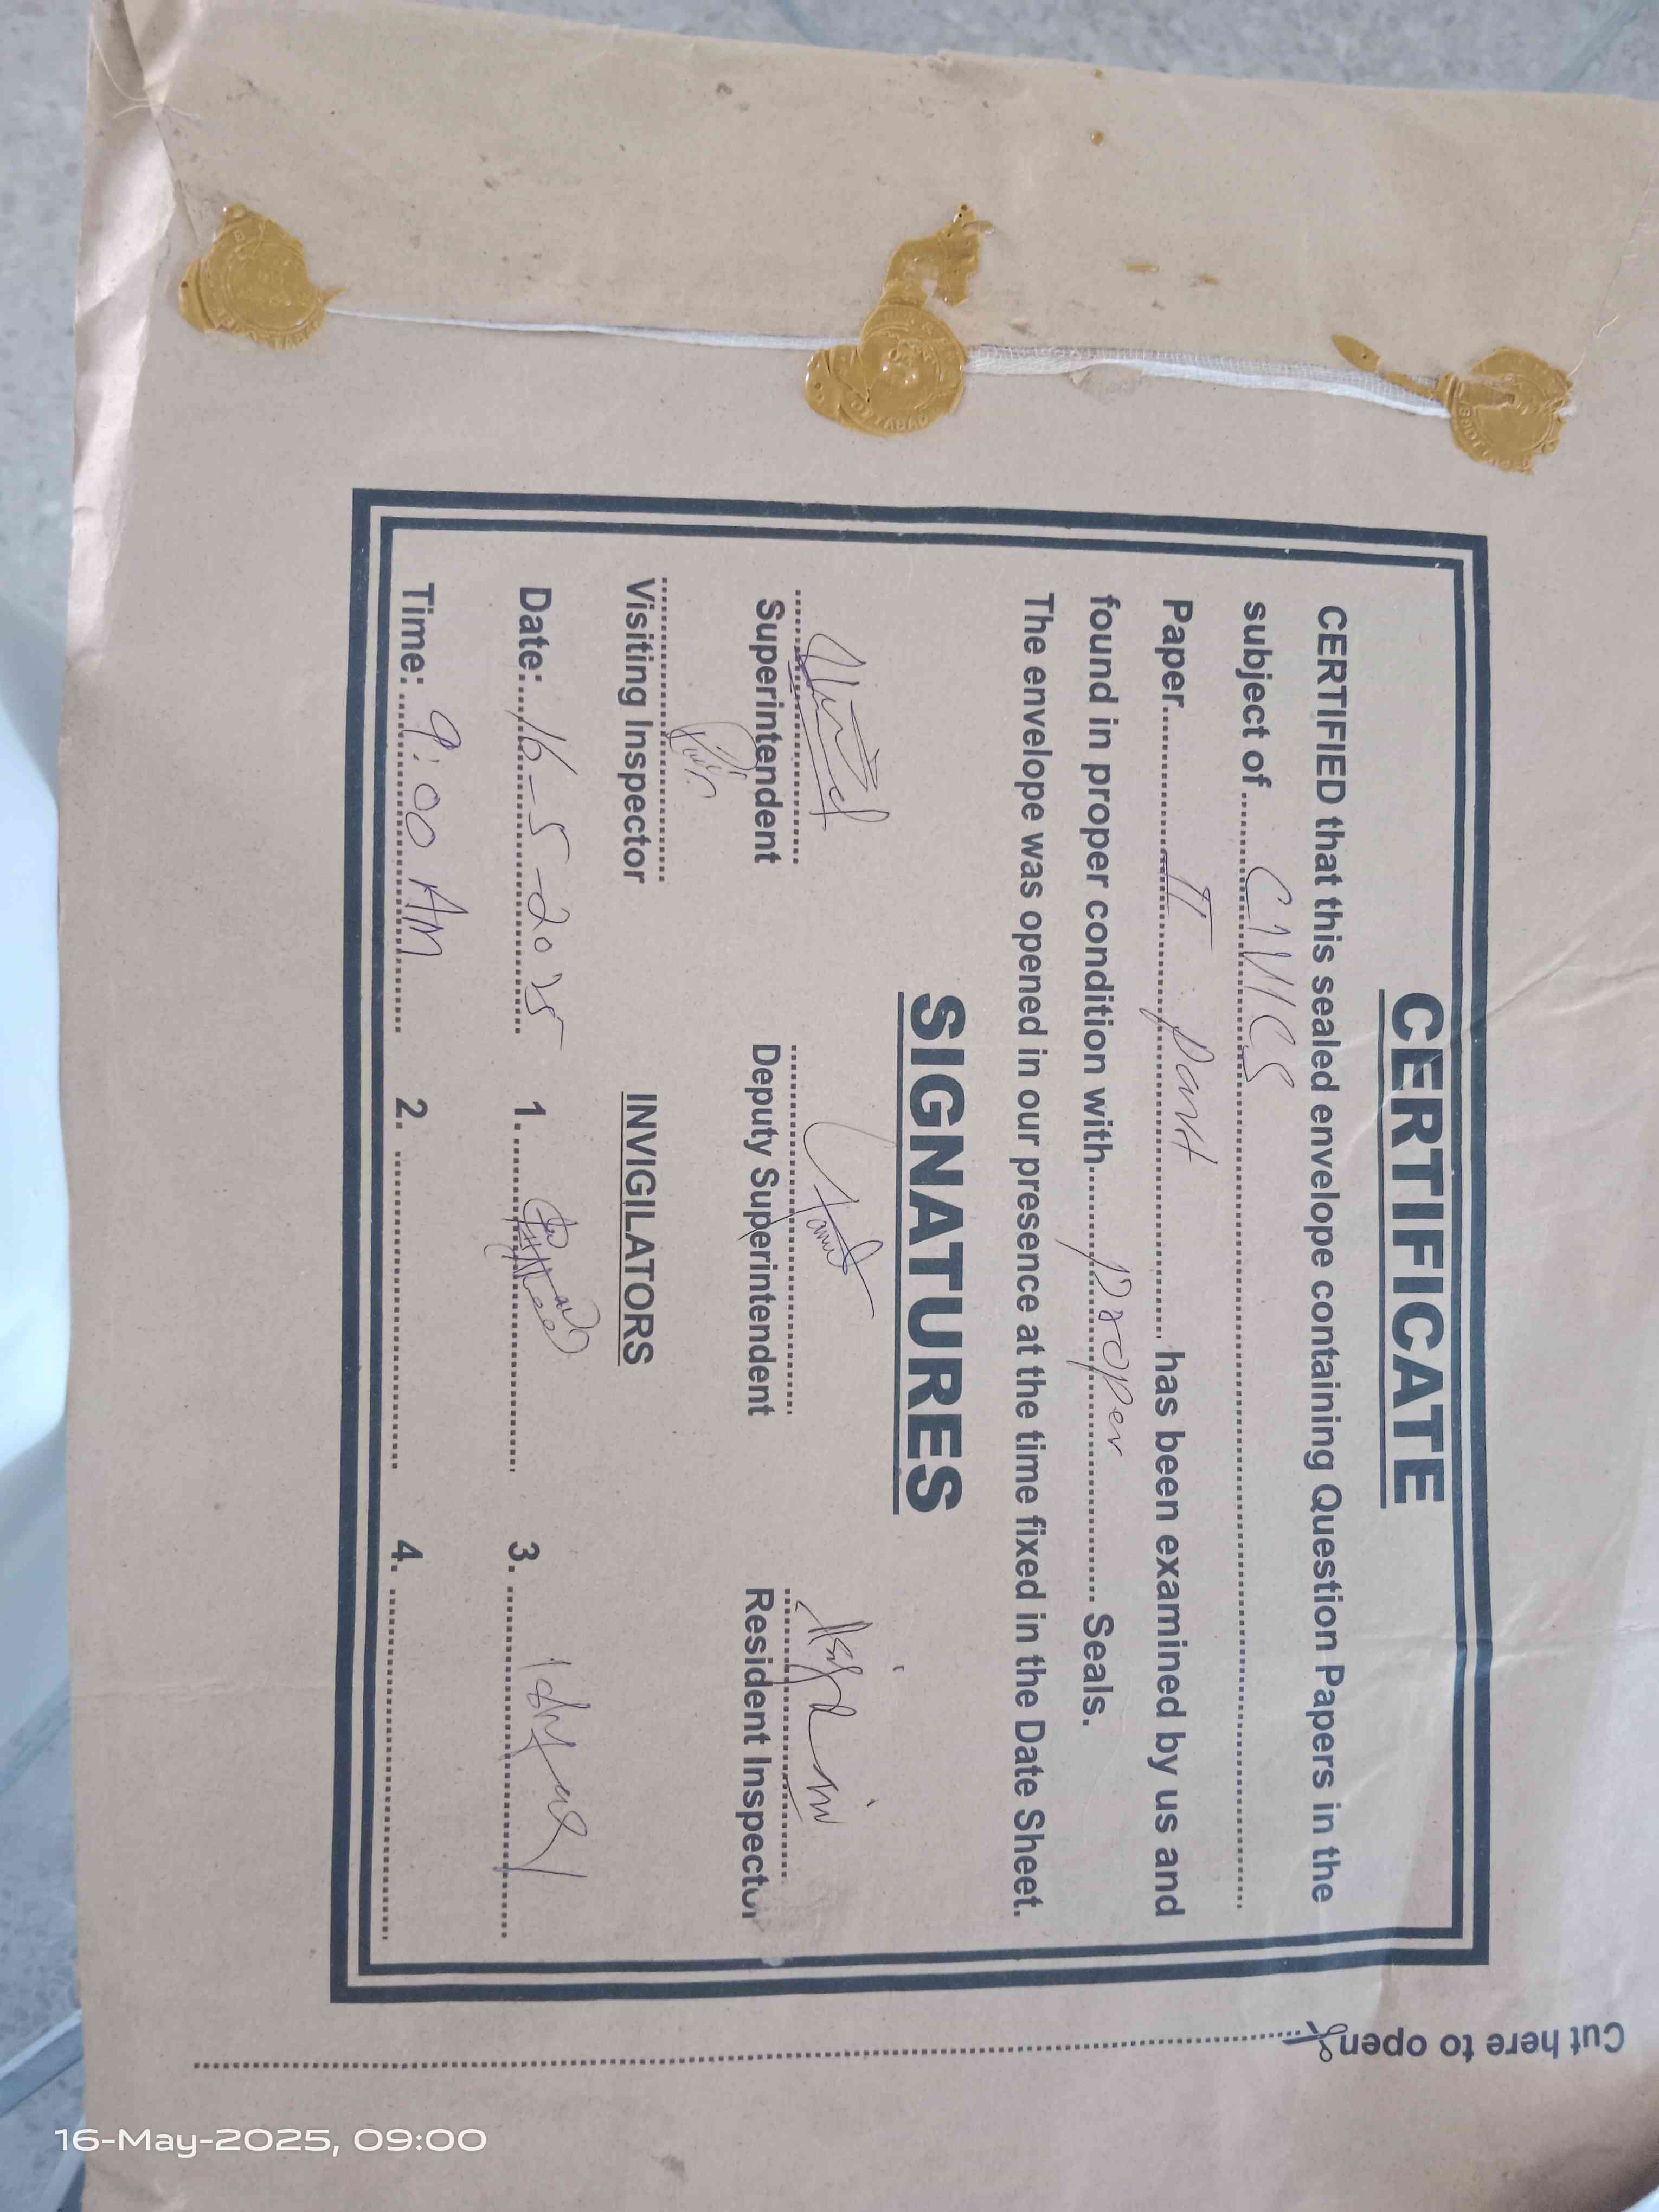 CERTIFICATE
CERTIFIED that this sealed envelope containing Question Papers in the
subject of CIVICS
Paper II Part has been examined by us and
found in proper condition with proper Seals.
The envelope was opened in our presence at the time fixed in the Date Sheet.
SIGNATURES
Superintendent Deputy Superintendent Resident Inspector
Visiting Inspector INVIGILATORS
Date: 16-5-2025 1. 3.
Time: 9:00 AM 2. 4.
Cut here to open
16-May-2025, 09:00